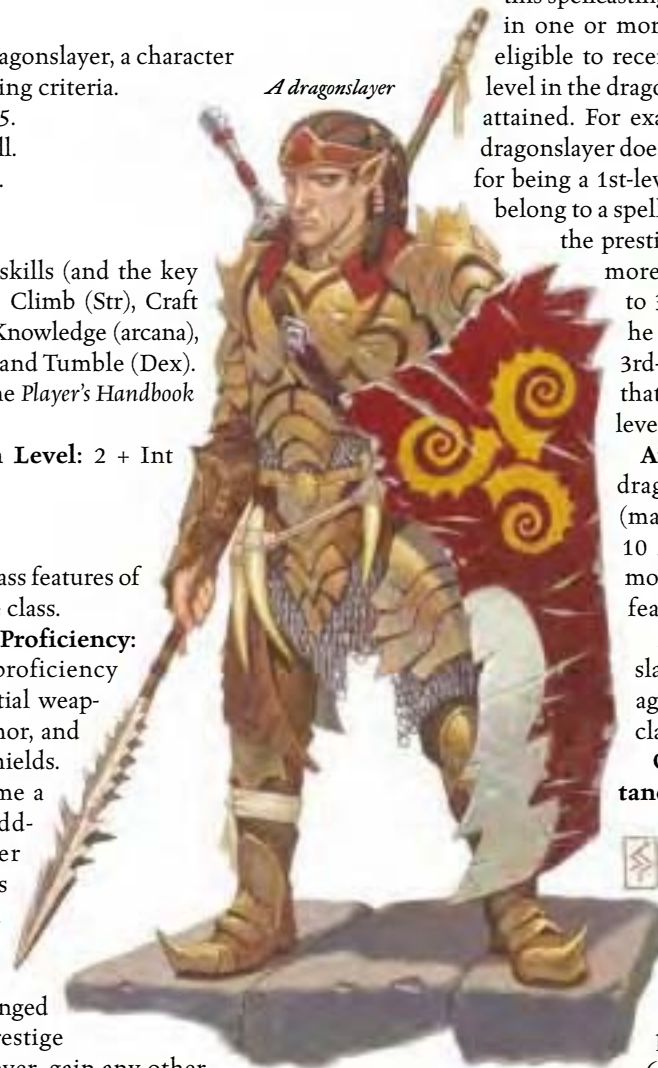 agonslayer, a character
ing criteria.
5.
ll.
.
skills (and the key
Climb (Str), Craft
Knowledge (arcana),
and Tumble (Dex).
he Player's Handbook
n Level: 2 + Int
ass features of
e class.
Proficiency:
proficiency
tial weap-
nor, and
hields.
me a
dd-
er
s
nged
restige
yer, gain any other
A dragonslayer
this spellcasting
in one or mor
eligible to rece
level in the drago
attained. For exa
dragonslayer doe
for being a 1st-lev
belong to a spell
the presti
more
to 3
he
3rd-
that
leve
A
drag
(ma
10
mo
fea
sla
ag
cla
tanc